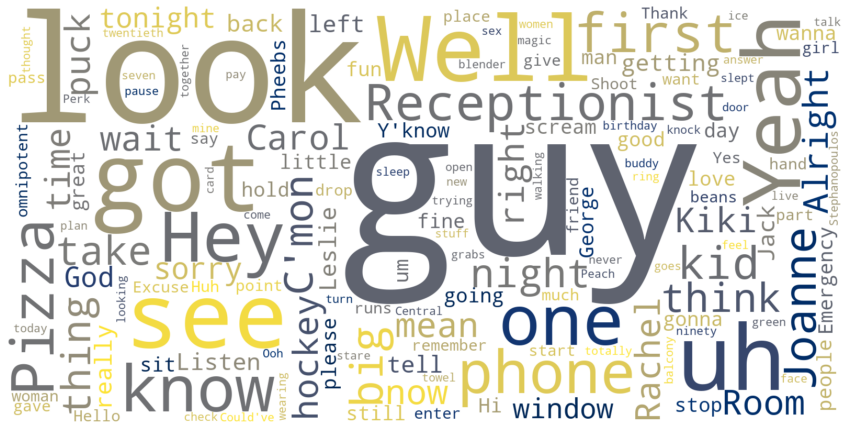 look
Well
first
Yeah
guy
got
Receptionist
Hey
see
know
one
uh
phone
Pizza
Joanne
Alright
tonight
back
left
place
Thank
ice
talk
women
sex
magic
answer
wanna
girl
thought
twentieth
puck
pass
seven
together
pay
Pheebs
fun
blender
give
man
getting
want
slept
Shoot
door
pause
Perk
mine
say
wait
Carol
Y'know
scream
birthday
knock
day
omnipotent
time
great
card
little
right
good
Yes
hand
hold
drop
sleep
open
new
walking
buddy
ring
love
beans
live
part
Stephanopoulos
plan
come
take
C'mon
Leslie
fine
trying
stuff
friend
George
Kiki
Jack
Emergency
God
sorry
um
grabs
night
never
Peach
kid
feel
goes
Excuse
Huh
point
looking
turn
runs
Central
going
much
think
green
thing
really
today
hockey
please
big
mean
remember
start
totally
gonna
Rachel
ninety
balcony
face
people
Ooh
stare
sit
Listen
tell
now
towel
woman
gave
Hello
check
Could've
wearing
still
enter
Hi
window
stop
Room